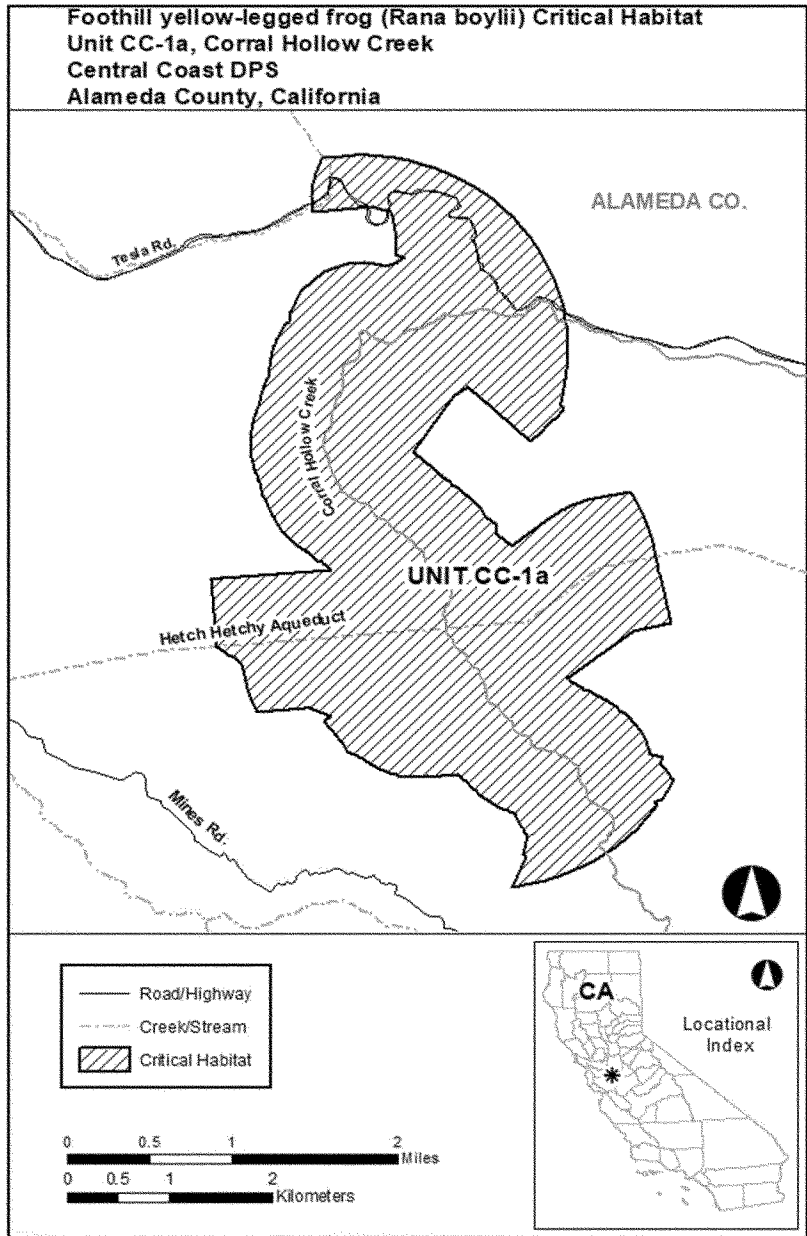 Foothill yellow-legged frog (Rana boylii) Critical Habitat
Unit CC-1a, Corral Hollow Creek
Central Coast DPS
Alameda County, California
ALAMEDA CO.
Tesla Rd.
Corral Hollow Creek
UNIT CC-1a
Hetch Hetchy Aqueduct
Mines Rd.
Road/Highway
Creek/Stream
Critical Habitat
0 0.5 1 2
Miles
0 0.5 1 2
Kilometers
CA
Locational
Index